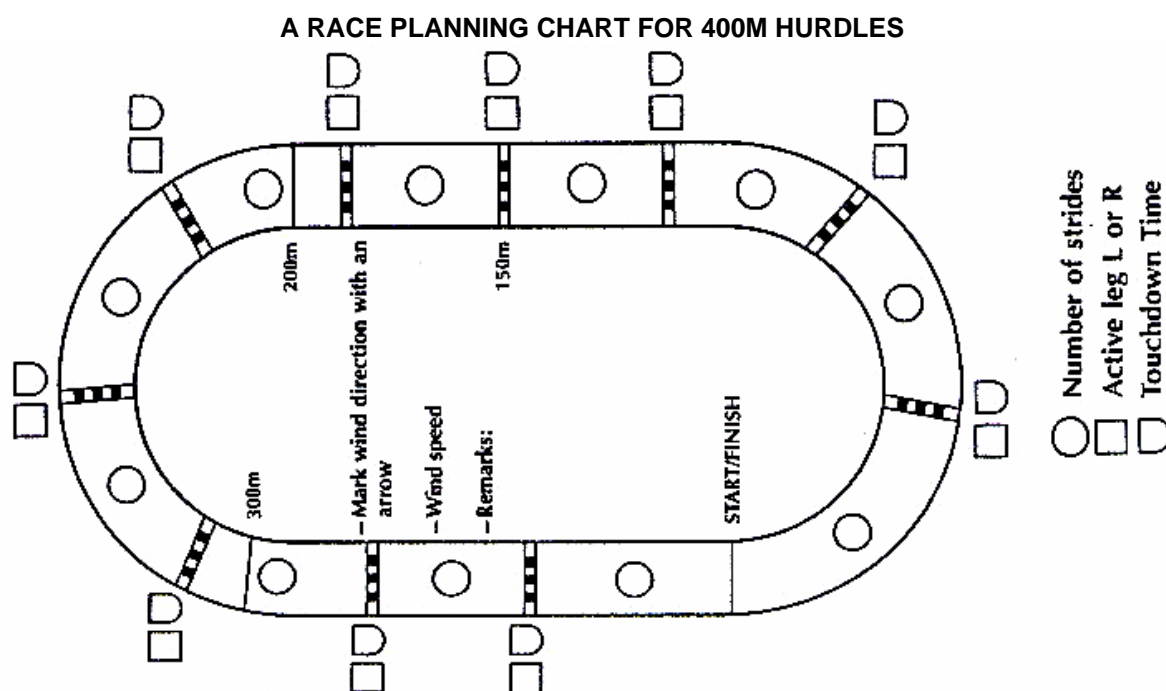 A RACE PLANNING CHART FOR 400M HURDLES
200m
150m
– Mark wind direction with an
arrow
– Wind speed
– Remarks:
300m
START/FINISH
Number of strides
Active leg L or R
Touchdown Time